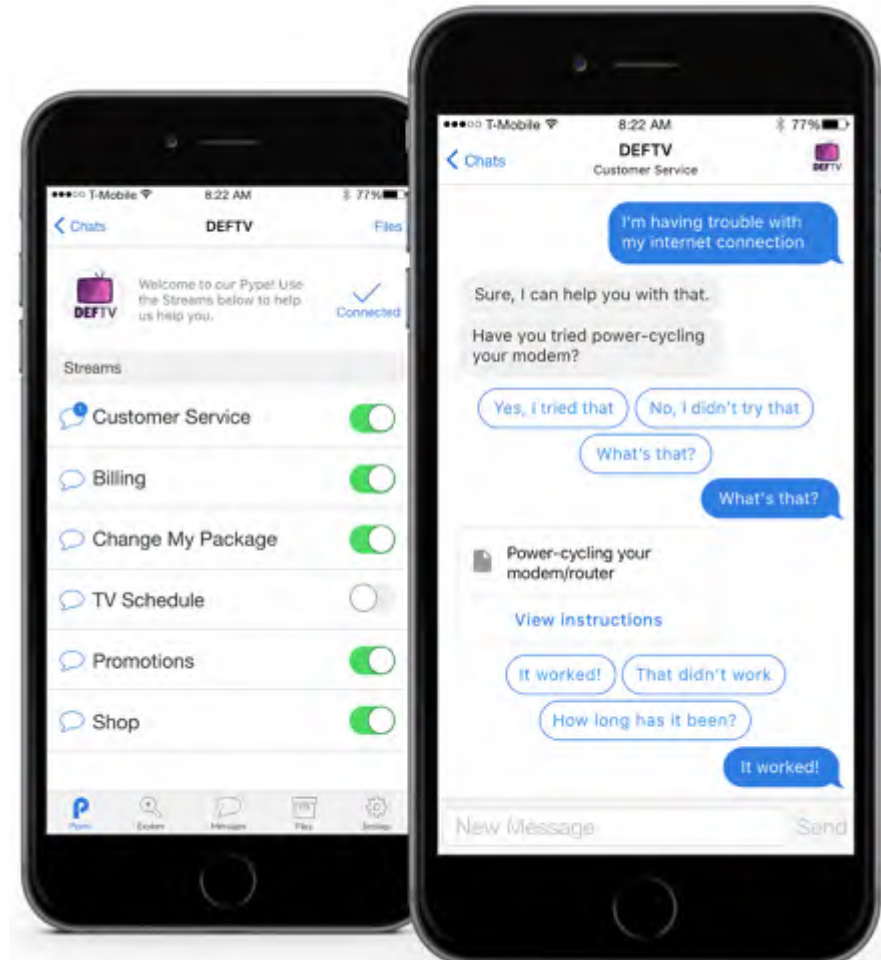 T-Mobile
8:22 AM
77%
Chats
DEFTV
Files
DEFTV
Welcome to our Pype! Use
the Streams below to help
us help you.
Connected
Streams
1
Customer Service
Billing
Change My Package
TV Schedule
Promotions
Shop
Explore
Messages
Files
Settings
T-Mobile
8:22 AM
77%
Chats
DEFTV
Customer Service
DEFTV
I'm having trouble with
my internet connection
Sure, I can help you with that.
Have you tried power-cycling
your modem?
Yes, I tried that
No, I didn't try that
What's that?
What's that?
Power-cycling your
modem/router
View instructions
It worked!
That didn't work
How long has it been?
It worked!
New Message
Send